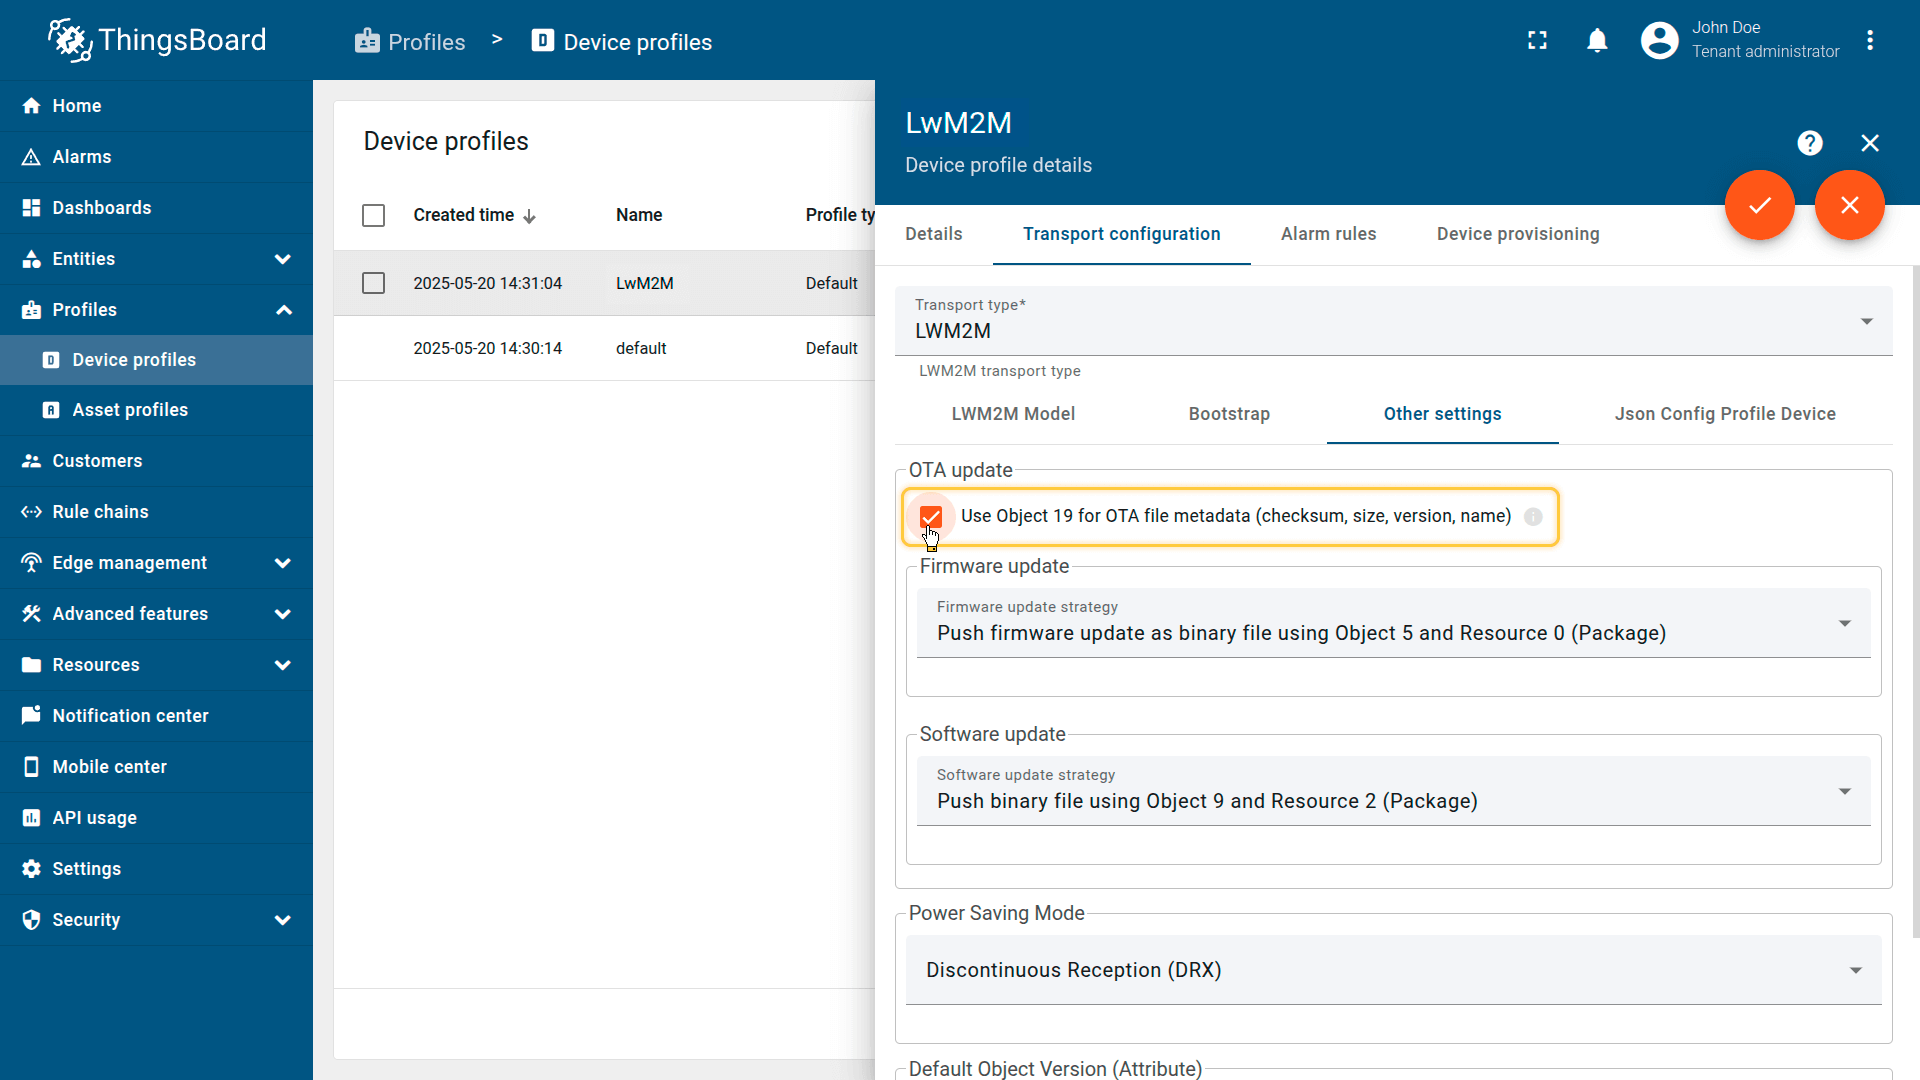 ThingsBoard
Profiles > Device profiles
John Doe
Tenant administrator
Home
Alarms
Dashboards
Entities
Profiles
Device profiles
Asset profiles
Customers
Rule chains
Edge management
Advanced features
Resources
Notification center
Mobile center
API usage
Settings
Security
Device profiles
Created time Name Profile ty
2025-05-20 14:31:04 LwM2M Default
2025-05-20 14:30:14 default Default
LwM2M
Device profile details
Details Transport configuration Alarm rules Device provisioning
Transport type*
LWM2M
LWM2M transport type
LWM2M Model Bootstrap Other settings Json Config Profile Device
OTA update
Use Object 19 for OTA file metadata (checksum, size, version, name)
Firmware update
Firmware update strategy
Push firmware update as binary file using Object 5 and Resource 0 (Package)
Software update
Software update strategy
Push binary file using Object 9 and Resource 2 (Package)
Power Saving Mode
Discontinuous Reception (DRX)
Default Object Version (Attribute)